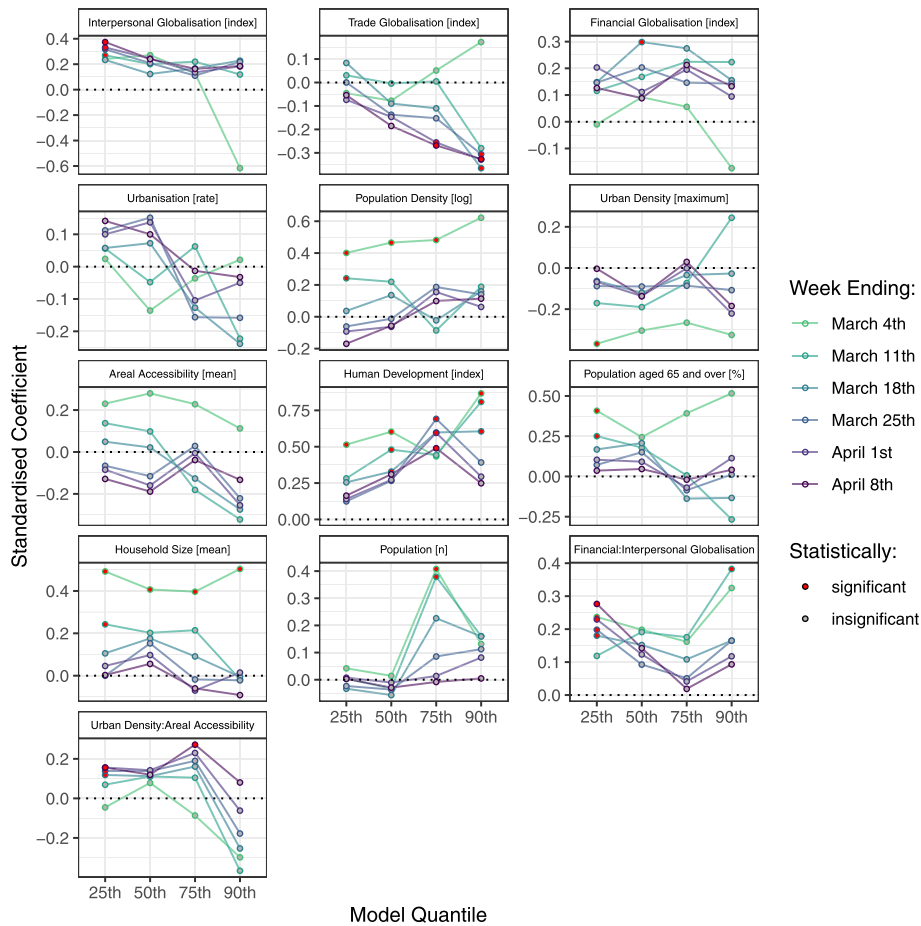 Interpersonal Globalisation [index]
0.4
0.2
0.0
−0.2
−0.4
−0.6
Trade Globalisation [index]
0.1
0.0
−0.1
−0.2
−0.3
Financial Globalisation [index]
0.3
0.2
0.1
0.0
−0.1
Urbanisation [rate]
0.1
0.0
−0.1
−0.2
Population Density [log]
0.6
0.4
0.2
0.0
−0.2
Urban Density [maximum]
0.2
0.0
−0.2
Areal Accessibility [mean]
0.2
0.0
−0.2
Human Development [index]
0.75
0.50
0.25
0.00
Population aged 65 and over [%]
0.50
0.25
0.00
−0.25
Household Size [mean]
0.4
0.2
0.0
Population [n]
0.4
0.3
0.2
0.1
0.0
25th 50th 75th 90th
Financial:Interpersonal Globalisation
0.4
0.3
0.2
0.1
0.0
25th 50th 75th 90th
Urban Density:Areal Accessibility
0.2
0.0
−0.2
25th 50th 75th 90th
Standardised Coefficient
Model Quantile
Week Ending:
March 4th
March 11th
March 18th
March 25th
April 1st
April 8th
Statistically:
significant
insignificant